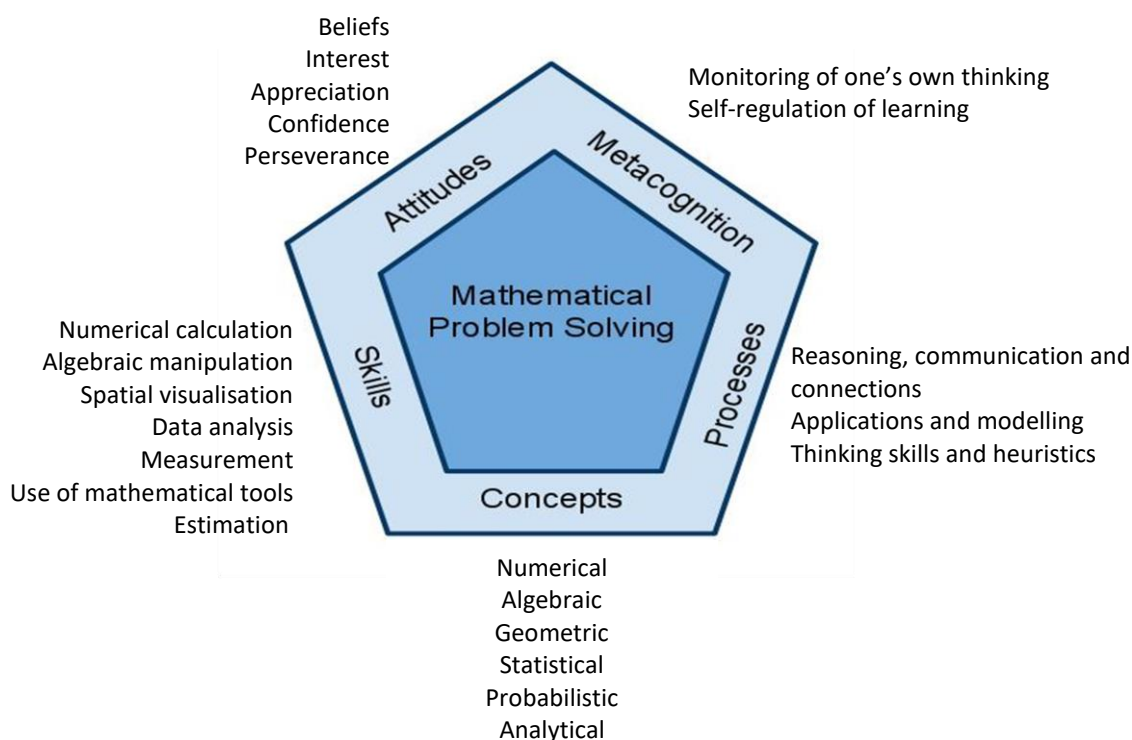 Beliefs
Interest
Appreciation
Confidence
Perseverance
Monitoring of one’s own thinking
Self-regulation of learning
Attitudes
Metacognition
Mathematical
Problem Solving
Numerical calculation
Algebraic manipulation
Spatial visualisation
Data analysis
Measurement
Use of mathematical tools
Estimation
Skills
Processes
Reasoning, communication and
connections
Applications and modelling
Thinking skills and heuristics
Concepts
Numerical
Algebraic
Geometric
Statistical
Probabilistic
Analytical